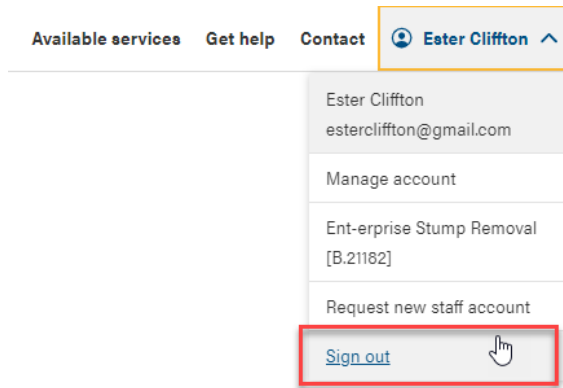 Available services Get help Contact Ester Cliffton
Ester Cliffton
estercliffton@gmail.com
Manage account
Ent-erprise Stump Removal
[B.21182]
Request new staff account
Sign out